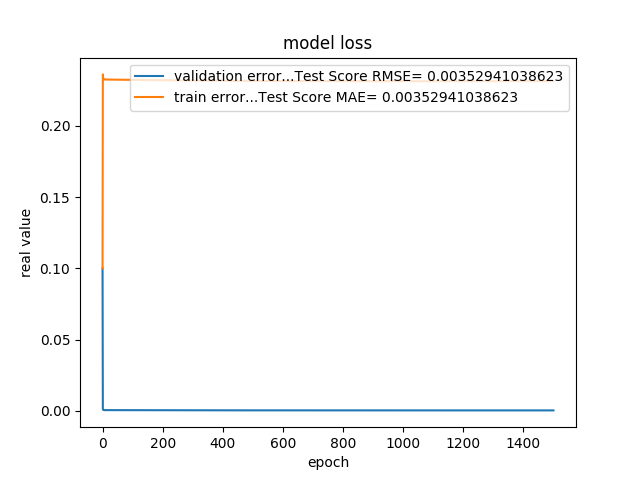 model loss
validation error...Test Score RMSE= 0.00352941038623
train error...Test Score MAE= 0.00352941038623
real value
0.20
0.15
0.10
0.05
0.00
0 200 400 600 800 1000 1200 1400
epoch